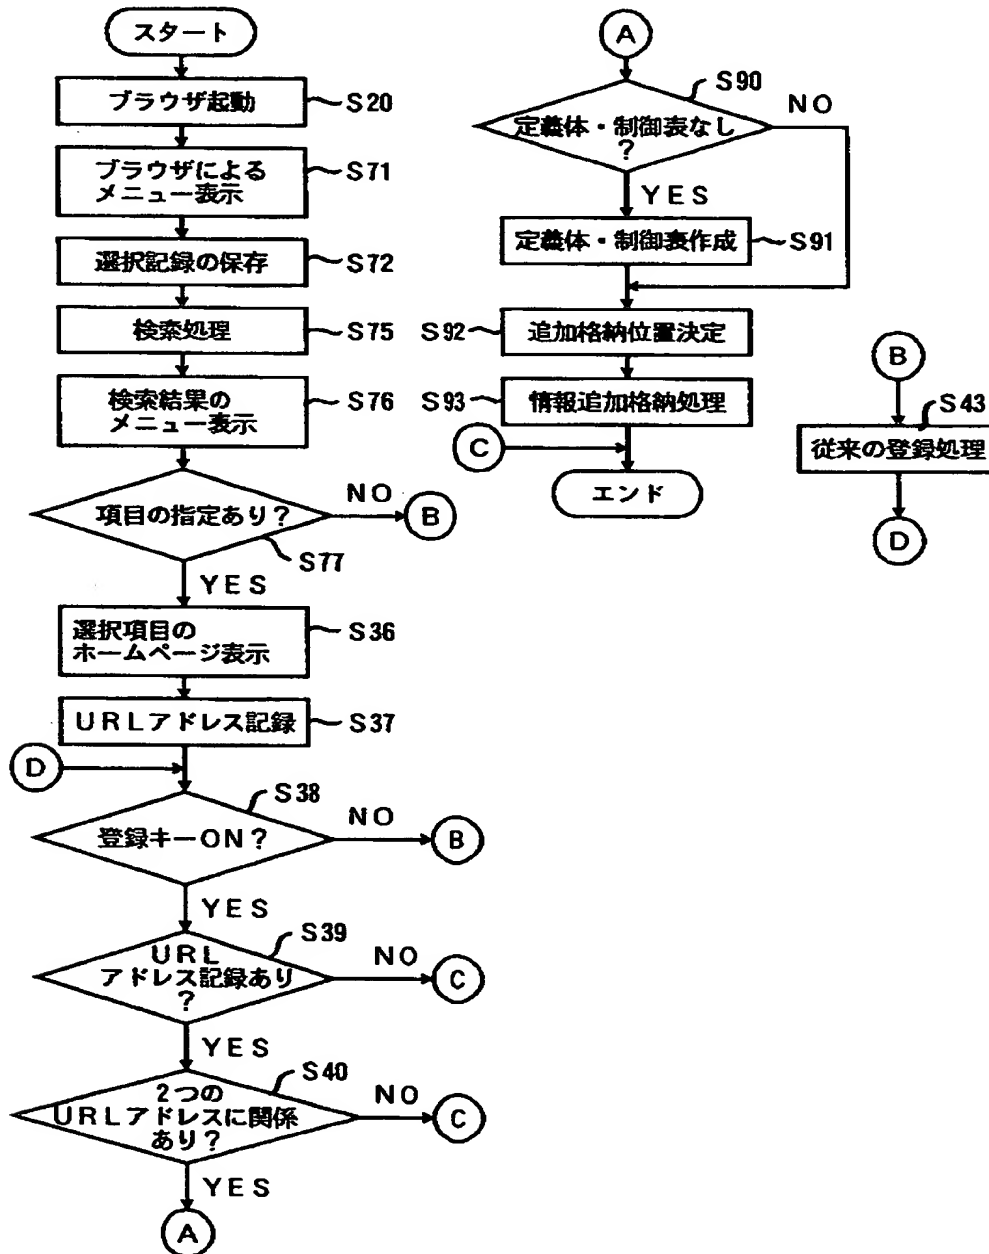 スタート
ブラウザ起動
S20
ブラウザによる
メニュー表示
S71
選択記録の保存
S72
検索処理
S75
検索結果の
メニュー表示
S76
項目の指定あり?
S77
NO
B
YES
選択項目の
ホームページ表示
S36
URLアドレス記録
S37
D
S38
登録キーON?
NO
B
YES
S39
URL
アドレス記録あり
?
NO
C
YES
S40
2つの
URLアドレスに関係
あり?
NO
C
YES
A
A
S90
定義体・制御表なし
?
NO
YES
定義体・制御表作成
S91
S92
追加格納位置決定
S93
情報追加格納処理
C
エンド
B
S43
従来の登録処理
D